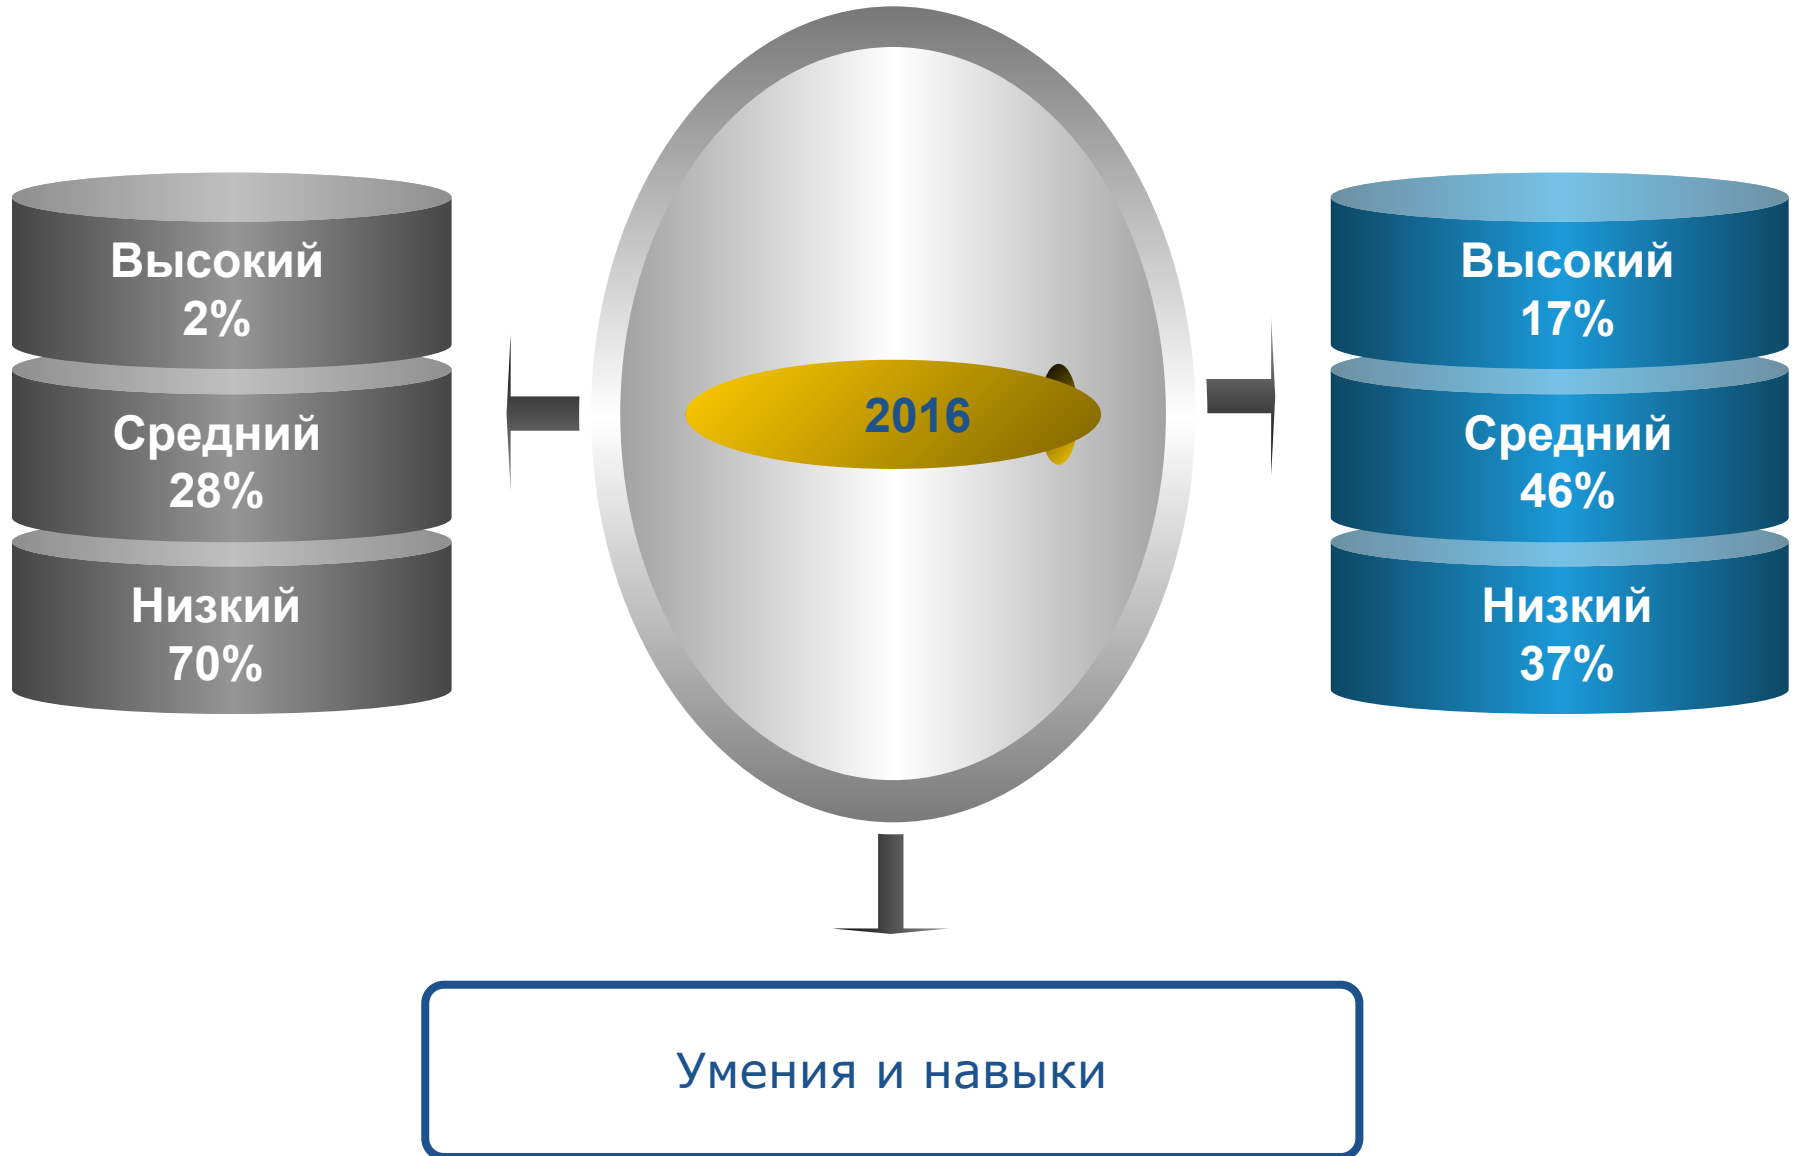 Высокий
2%
Средний
28%
Низкий
70%
2016
Высокий
17%
Средний
46%
Низкий
37%
Умения и навыки